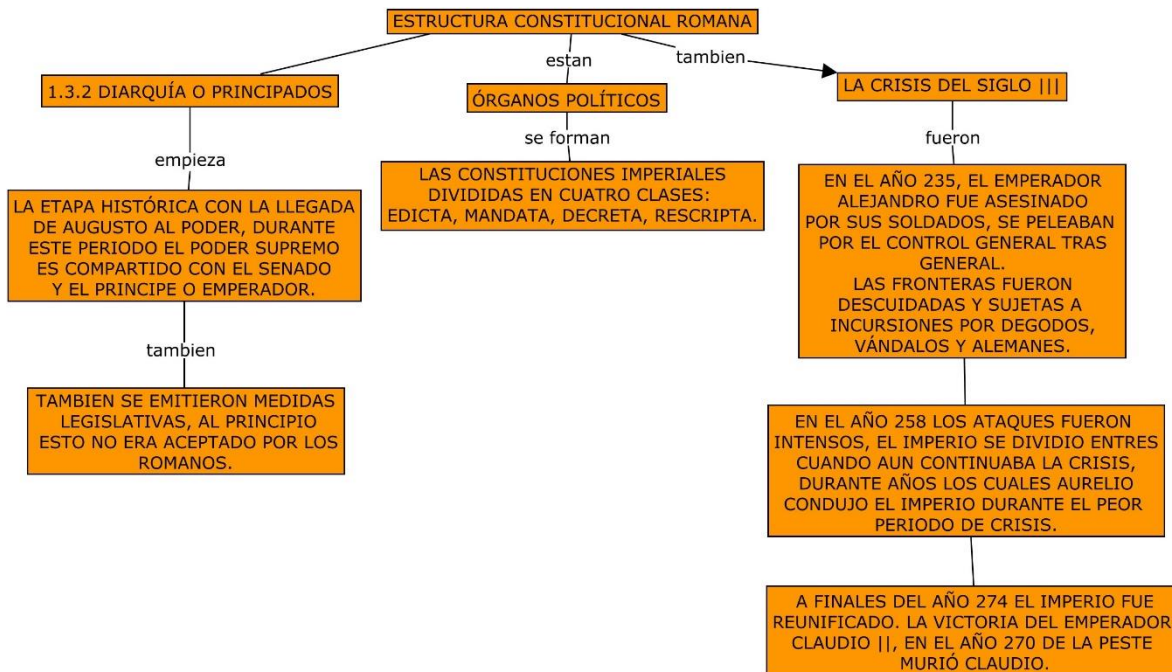 ESTRUCTURA CONSTITUCIONAL ROMANA
estan
tambien
1.3.2 DIARQUÍA O PRINCIPADOS
ÓRGANOS POLÍTICOS
LA CRISIS DEL SIGLO |||
empieza
se forman
fueron
LA ETAPA HISTÓRICA CON LA LLEGADA
DE AUGUSTO AL PODER, DURANTE
ESTE PERIODO EL PODER SUPREMO
ES COMPARTIDO CON EL SENADO
Y EL PRINCIPE O EMPERADOR.
tambien
TAMBIEN SE EMITIERON MEDIDAS
LEGISLATIVAS, AL PRINCIPIO
ESTO NO ERA ACEPTADO POR LOS
ROMANOS.
LAS CONSTITUCIONES IMPERIALES
DIVIDIDAS EN CUATRO CLASES:
EDICTA, MANDATA, DECRETA, RESCRIPTA.
EN EL AÑO 235, EL EMPERADOR
ALEJANDRO FUE ASESINADO
POR SUS SOLDADOS, SE PELEABAN
POR EL CONTROL GENERAL TRAS
GENERAL.
LAS FRONTERAS FUERON
DESCUIDADAS Y SUJETAS A
INCURSIONES POR DEGODOS,
VÁNDALOS Y ALEMANES.
EN EL AÑO 258 LOS ATAQUES FUERON
INTENSOS, EL IMPERIO SE DIVIDIO ENTRES
CUANDO AUN CONTINUABA LA CRISIS,
DURANTE AÑOS LOS CUALES AURELIO
CONDUJO EL IMPERIO DURANTE EL PEOR
PERIODO DE CRISIS.
A FINALES DEL AÑO 274 EL IMPERIO FUE
REUNIFICADO. LA VICTORIA DEL EMPERADOR
CLAUDIO ||, EN EL AÑO 270 DE LA PESTE
MURIÓ CLAUDIO.